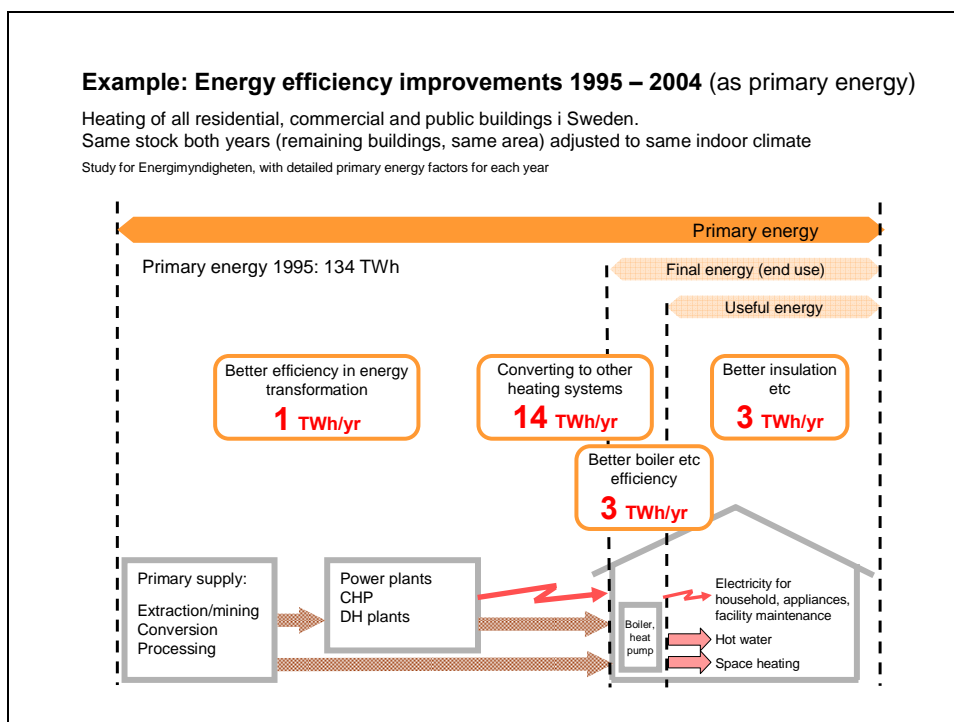 Example: Energy efficiency improvements 1995 – 2004 (as primary energy)
Heating of all residential, commercial and public buildings i Sweden.
Same stock both years (remaining buildings, same area) adjusted to same indoor climate
Study for Energimyndigheten, with detailed primary energy factors for each year
Primary energy
Primary energy 1995: 134 TWh
Final energy (end use)
Useful energy
Better efficiency in energy
transformation
1 TWh/yr
Converting to other
heating systems
14 TWh/yr
Better insulation
etc
3 TWh/yr
Better boiler etc
efficiency
3 TWh/yr
Primary supply:
Extraction/mining
Conversion
Processing
Power plants
CHP
DH plants
Boiler,
heat
pump
Electricity for
household, appliances,
facility maintenance
Hot water
Space heating